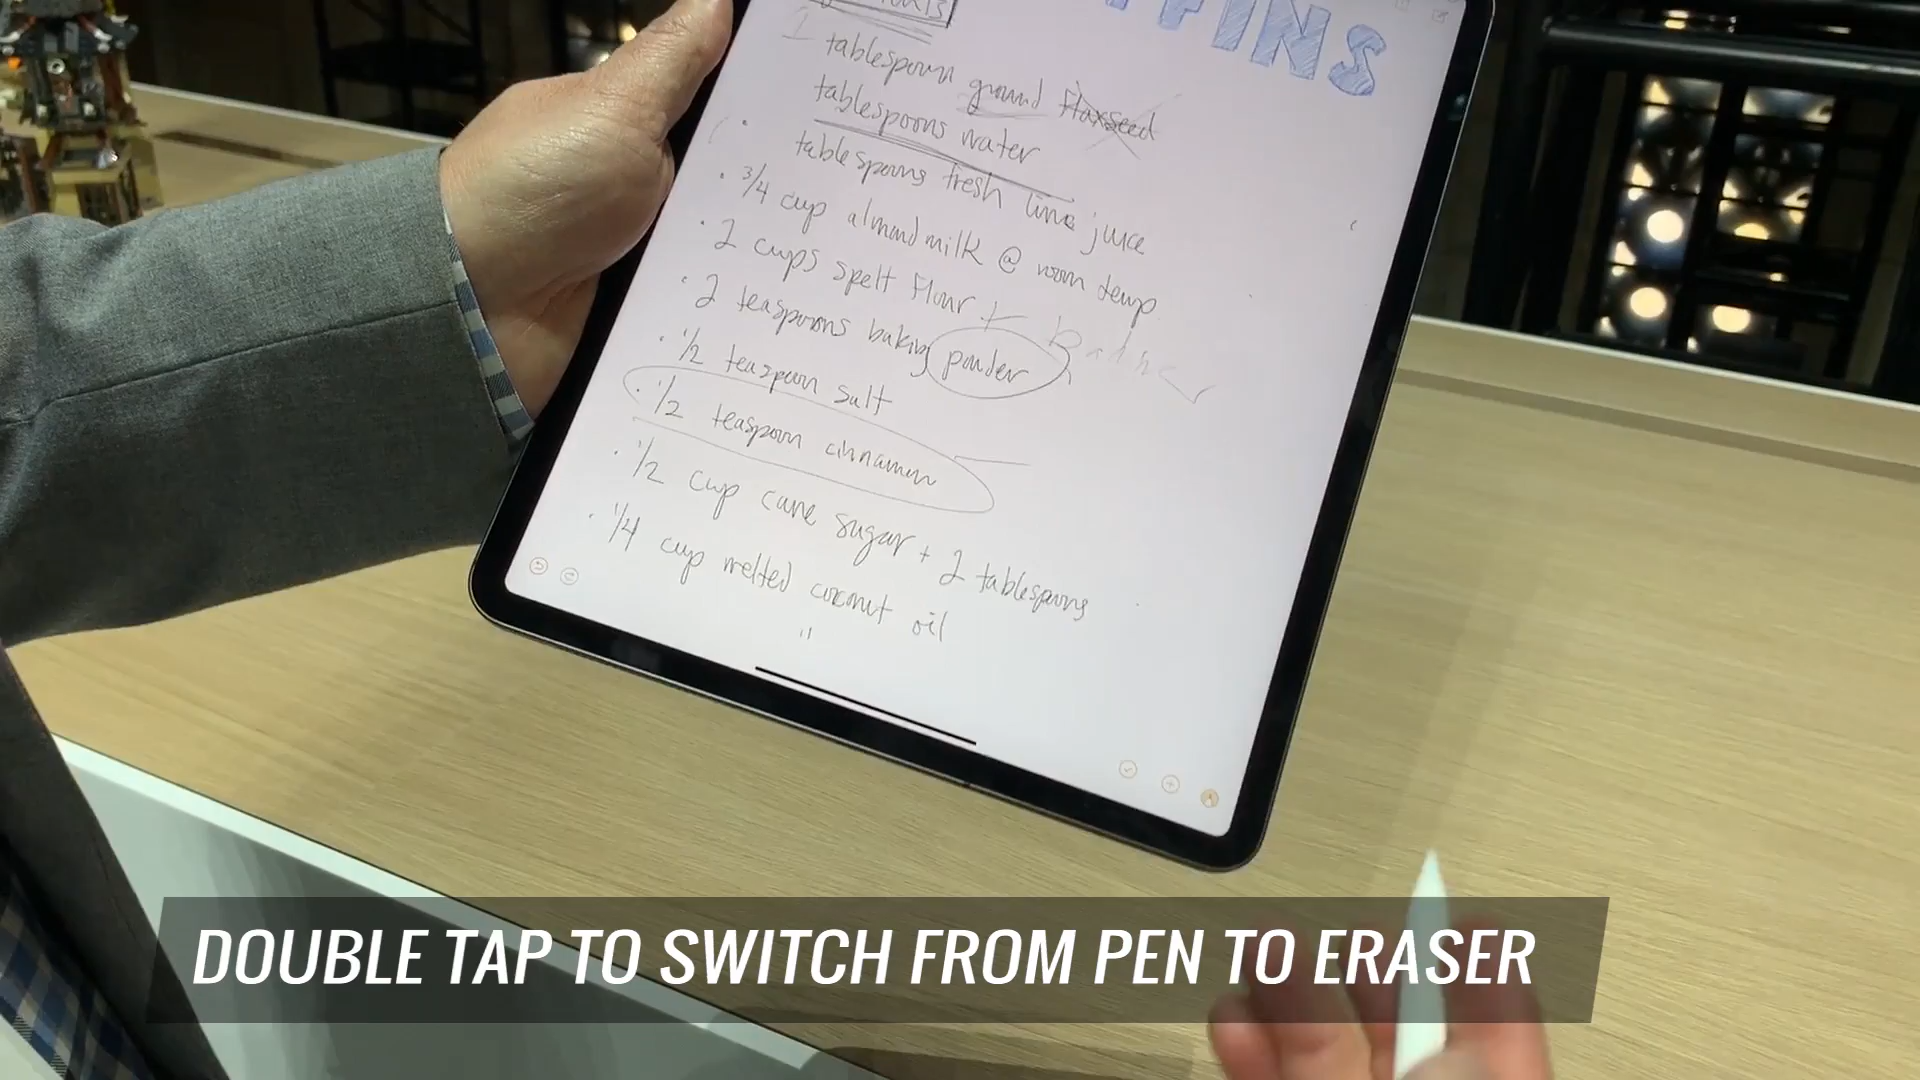 FFINS
1 tablespoon ground flaxseed
tablespoons water
tablespoons fresh lime juice
3/4 cup almond milk @ room temp
2 cups spelt flour +
2 teaspoons baking powder
1/2 teaspoon salt
1/2 teaspoon cinnamon
1/2 cup cane sugar + 2 tablespoons
1/4 cup melted coconut oil
DOUBLE TAP TO SWITCH FROM PEN TO ERASER